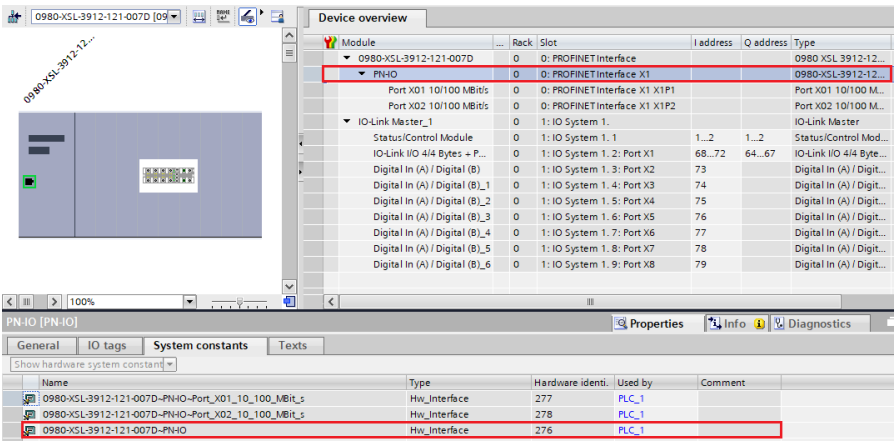 0980-XSL-3912-121-007D [09
0980-XSL-3912-12...
100%
Device overview
Module ... Rack Slot I address Q address Type
0980-XSL-3912-121-007D 0 0: PROFINET Interface 0980 XSL 3912-12...
PN-IO 0 0: PROFINET Interface X1 0980-XSL-3912-12...
Port X01 10/100 MBit/s 0 0: PROFINET Interface X1 X1P1 Port X01 10/100 M...
Port X02 10/100 MBit/s 0 0: PROFINET Interface X1 X1P2 Port X02 10/100 M...
IO-Link Master_1 0 1: IO System 1. IO-Link Master
Status/Control Module 0 1: IO System 1. 1 1...2 1...2 Status/Control Mod...
IO-Link I/O 4/4 Bytes + P... 0 1: IO System 1. 2: Port X1 68...72 64...67 IO-Link I/O 4/4 Byte...
Digital In (A) / Digital (B) 0 1: IO System 1. 3: Port X2 73 Digital In (A) / Digit...
Digital In (A) / Digital (B)_1 0 1: IO System 1. 4: Port X3 74 Digital In (A) / Digit...
Digital In (A) / Digital (B)_2 0 1: IO System 1. 5: Port X4 75 Digital In (A) / Digit...
Digital In (A) / Digital (B)_3 0 1: IO System 1. 6: Port X5 76 Digital In (A) / Digit...
Digital In (A) / Digital (B)_4 0 1: IO System 1. 7: Port X6 77 Digital In (A) / Digit...
Digital In (A) / Digital (B)_5 0 1: IO System 1. 8: Port X7 78 Digital In (A) / Digit...
Digital In (A) / Digital (B)_6 0 1: IO System 1. 9: Port X8 79 Digital In (A) / Digit...
PN-IO [PN-IO]
Properties Info Diagnostics
General IO tags System constants Texts
Show hardware system constant
Name Type Hardware identi. Used by Comment
0980-XSL-3912-121-007D~PN-IO~Port_X01_10_100_MBit_s Hw_Interface 277 PLC_1
0980-XSL-3912-121-007D~PN-IO~Port_X02_10_100_MBit_s Hw_Interface 278 PLC_1
0980-XSL-3912-121-007D~PN-IO Hw_Interface 276 PLC_1